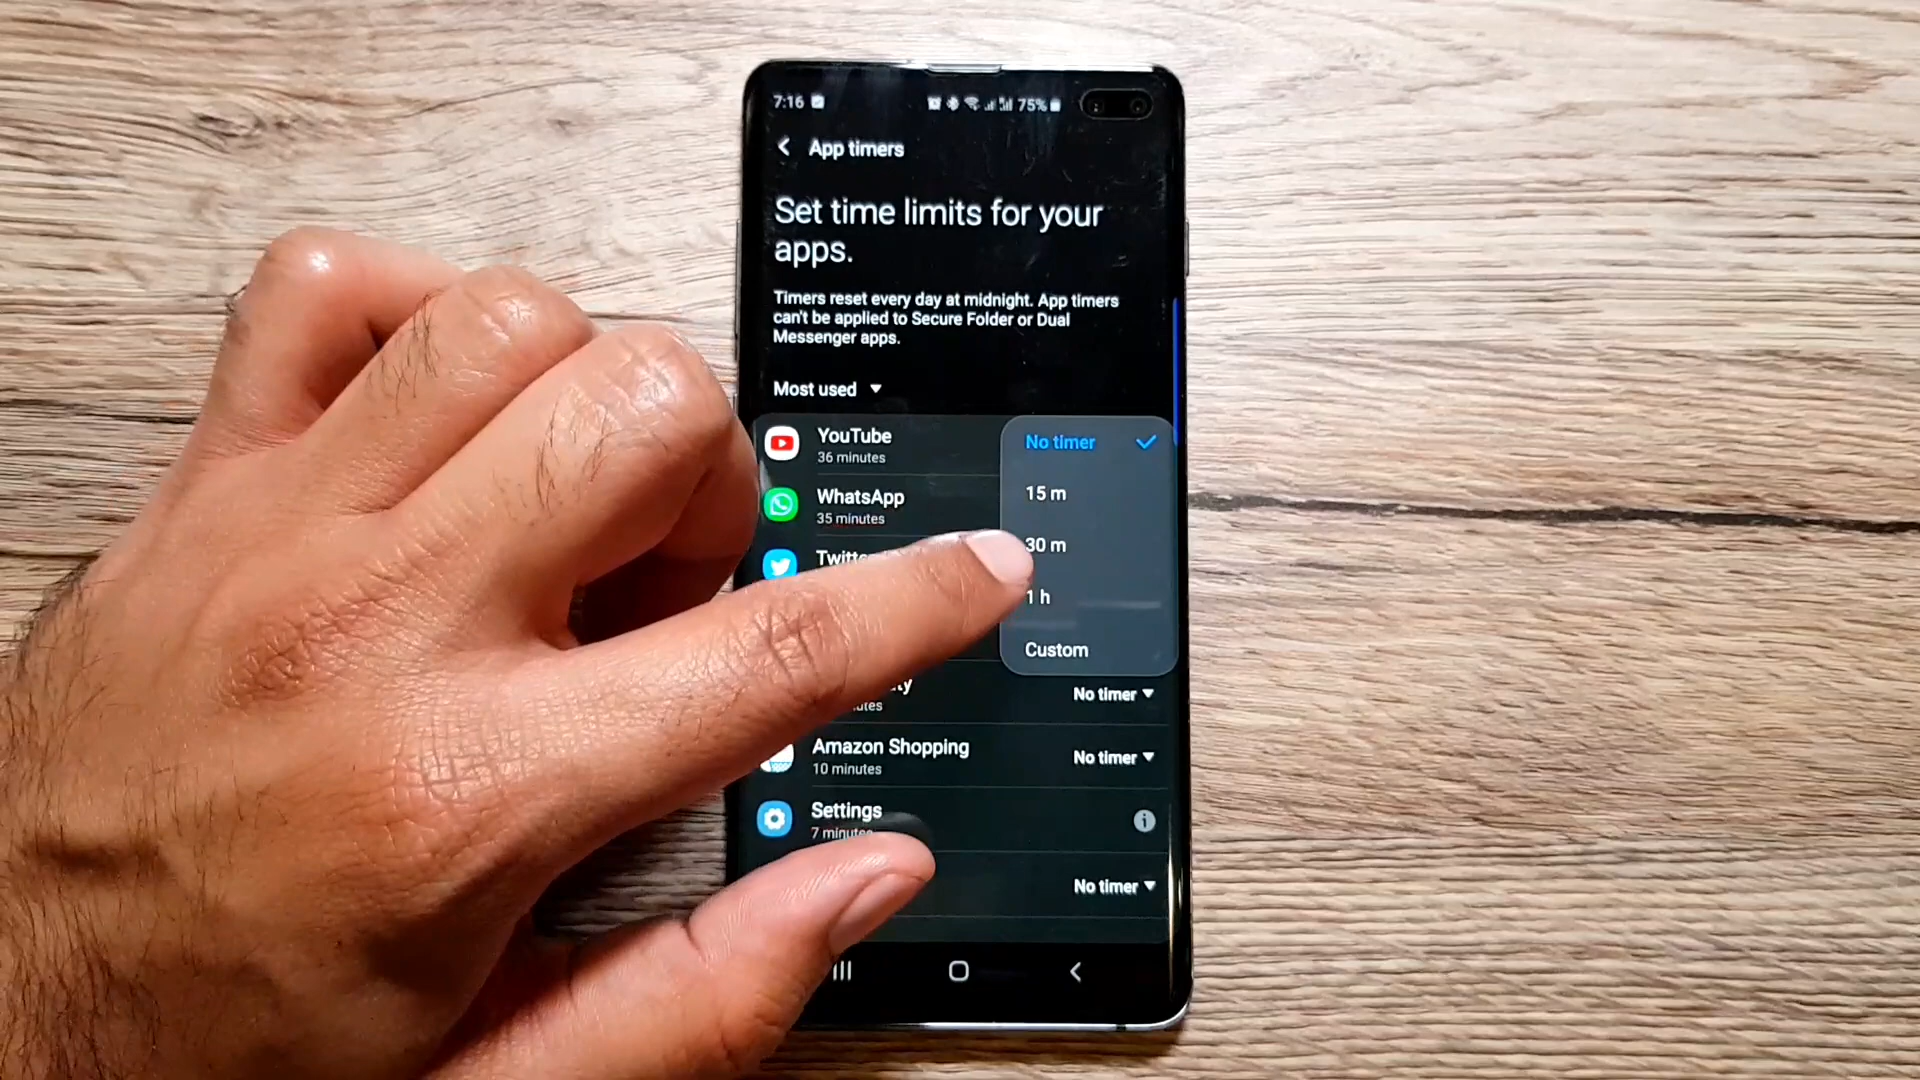 7:16 75%
App timers
Set time limits for your
apps.
Timers reset every day at midnight. App timers
can't be applied to Secure Folder or Dual
Messenger apps.
Most used
YouTube
36 minutes
No timer
WhatsApp
35 minutes
15 m
30 m
1 h
Custom
No timer
Amazon Shopping
10 minutes
No timer
Settings
7 minutes
No timer